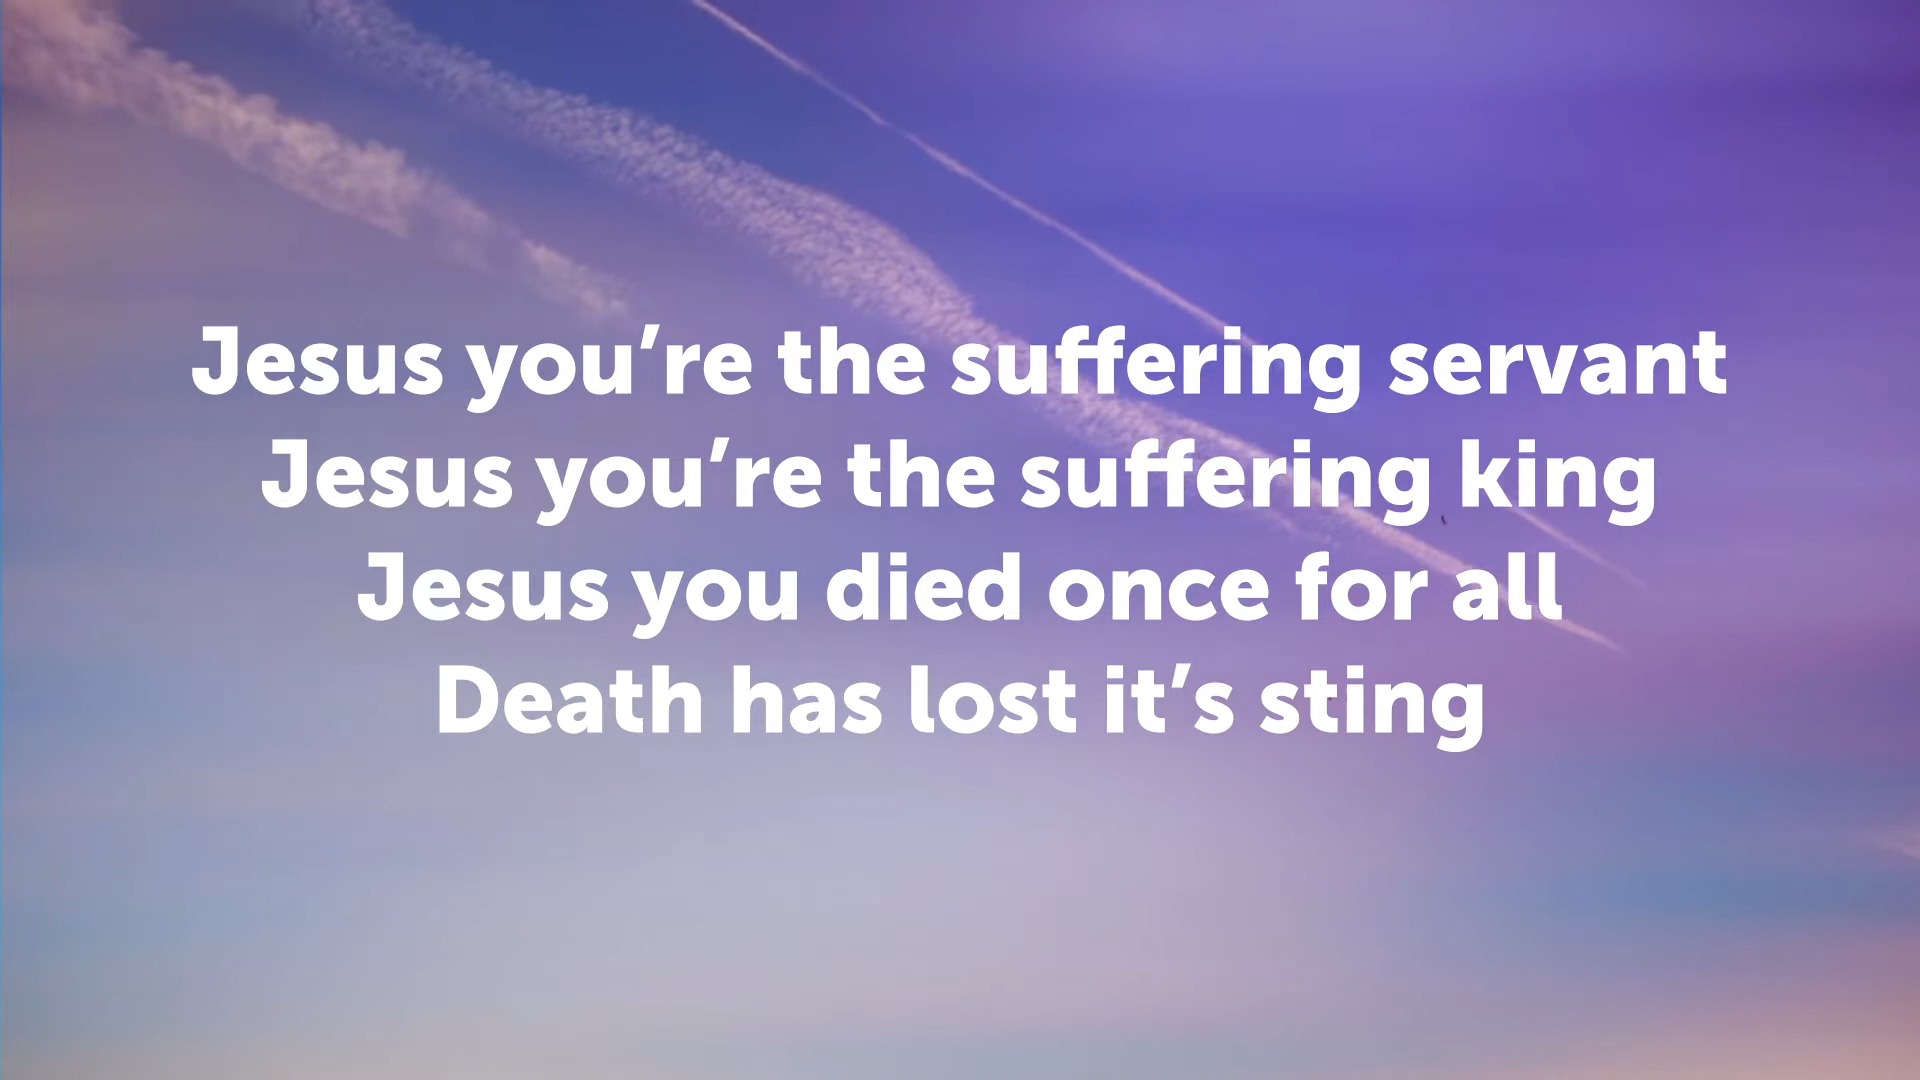 Jesus you’re the suffering servant
Jesus you’re the suffering king
Jesus you died once for all
Death has lost it’s sting